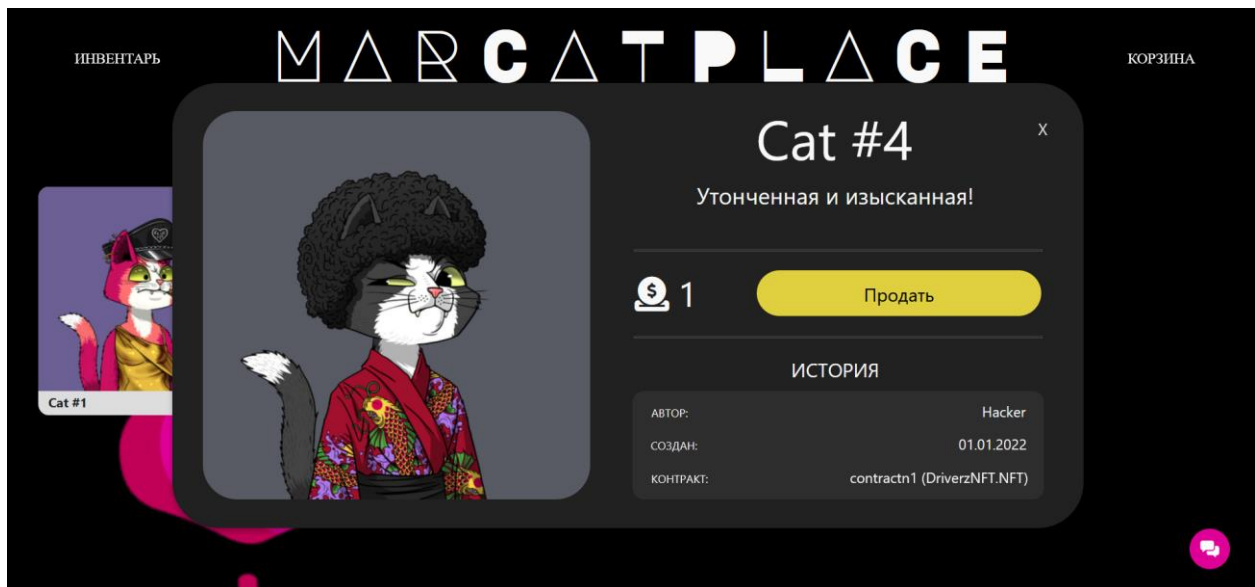 ИНВЕНТАРЬ
MARCATPLACE
КОРЗИНА
Cat #4
X
Утонченная и изысканная!
$ 1
Продать
ИСТОРИЯ
АВТОР: Hacker
СОЗДАН: 01.01.2022
КОНТРАКТ: contractn1 (DriverzNFT.NFT)
Cat #1